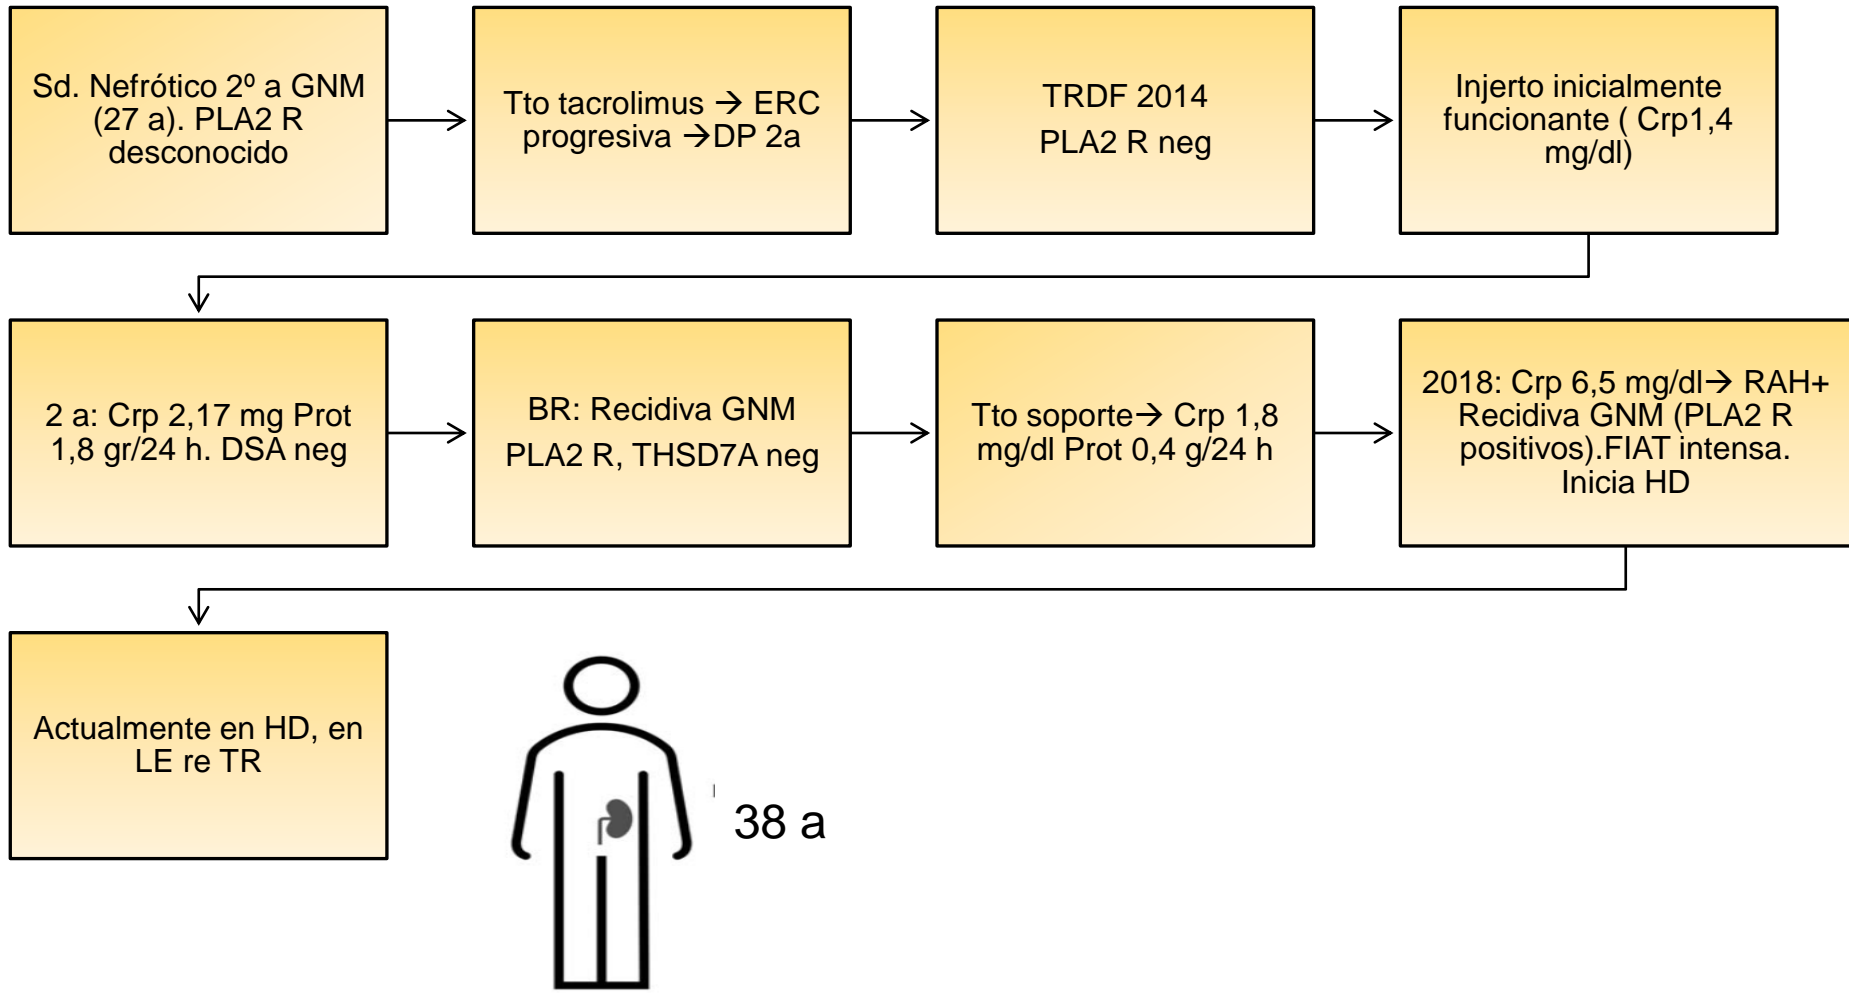 Sd. Nefrótico 2º a GNM
(27 a). PLA2 R
desconocido
Tto tacrolimus → ERC
progresiva →DP 2a
TRDF 2014
PLA2 R neg
Injerto inicialmente
funcionante ( Crp1,4
mg/dl)
2 a: Crp 2,17 mg Prot
1,8 gr/24 h. DSA neg
BR: Recidiva GNM
PLA2 R, THSD7A neg
Tto soporte→ Crp 1,8
mg/dl Prot 0,4 g/24 h
2018: Crp 6,5 mg/dl→ RAH+
Recidiva GNM (PLA2 R
positivos).FIAT intensa.
Inicia HD
Actualmente en HD, en
LE re TR
38 a